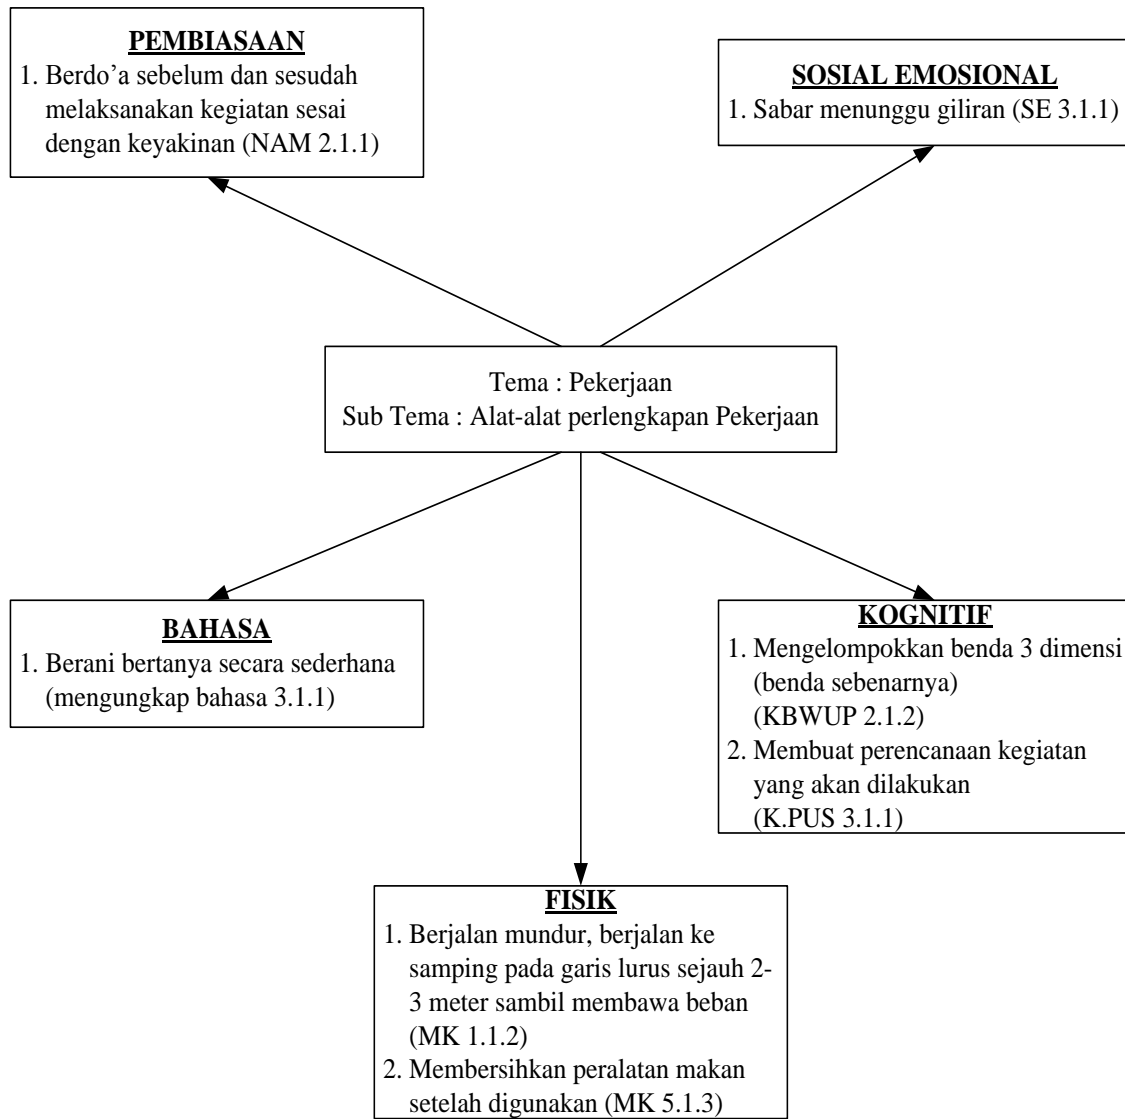 PEMBIASAAN
1. Berdo’a sebelum dan sesudah
melaksanakan kegiatan sesai
dengan keyakinan (NAM 2.1.1)
SOSIAL EMOSIONAL
1. Sabar menunggu giliran (SE 3.1.1)
Tema : Pekerjaan
Sub Tema : Alat-alat perlengkapan Pekerjaan
BAHASA
1. Berani bertanya secara sederhana
(mengungkap bahasa 3.1.1)
KOGNITIF
1. Mengelompokkan benda 3 dimensi
(benda sebenarnya)
(KBWUP 2.1.2)
2. Membuat perencanaan kegiatan
yang akan dilakukan
(K.PUS 3.1.1)
FISIK
1. Berjalan mundur, berjalan ke
samping pada garis lurus sejauh 2-
3 meter sambil membawa beban
(MK 1.1.2)
2. Membersihkan peralatan makan
setelah digunakan (MK 5.1.3)